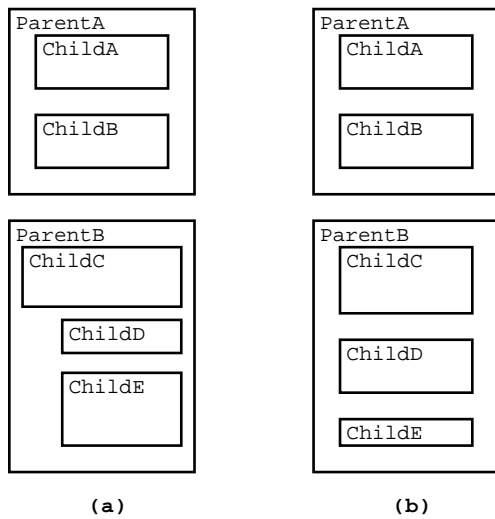 ParentA
ChildA
ChildB
ParentB
ChildC
ChildD
ChildE
(a)
ParentA
ChildA
ChildB
ParentB
ChildC
ChildD
ChildE
(b)